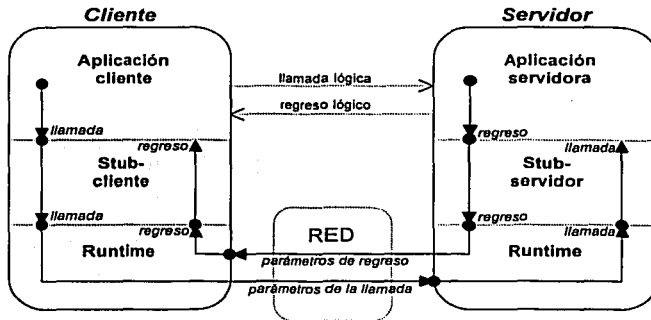 Cliente
Servidor
Aplicación
cliente
llamada lógica
Aplicación
servidora
regreso lógico
llamada
regreso
regreso
llamada
Stub-
cliente
Stub-
servidor
llamada
regreso
RED
regreso
llamada
Runtime
Runtime
parámetros de regreso
parámetros de la llamada